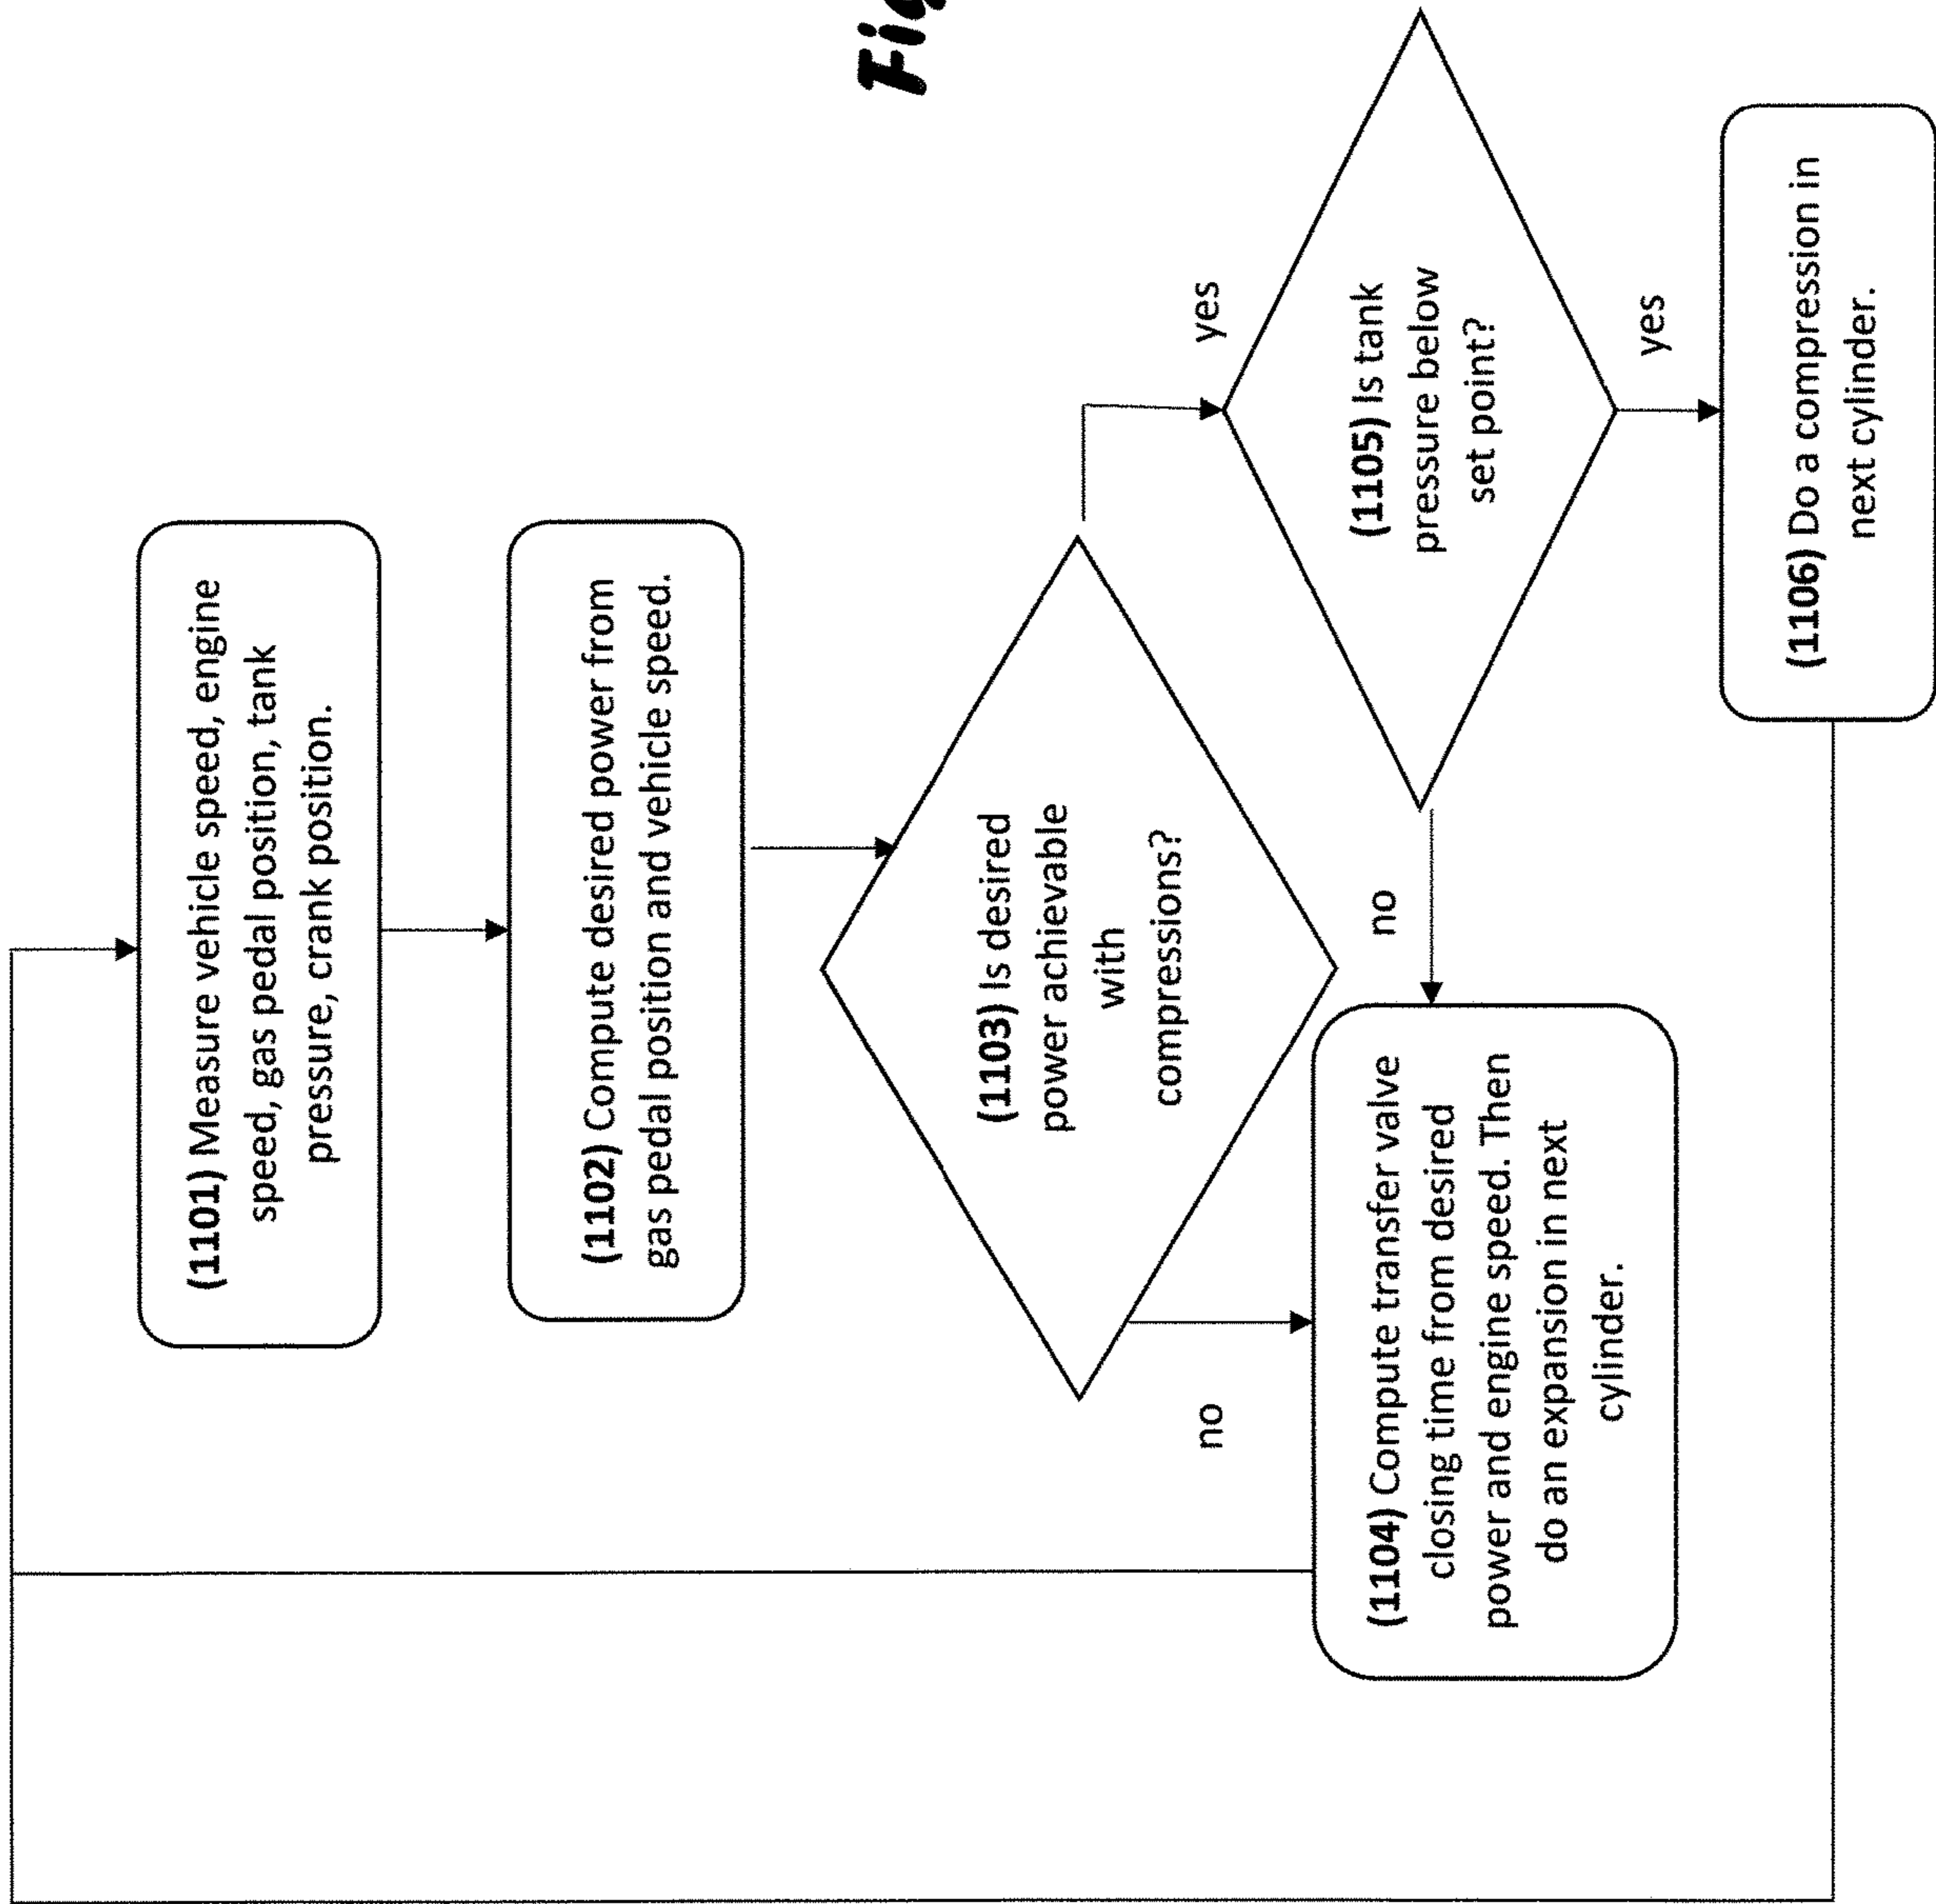 (1101) Measure vehicle speed, engine
speed, gas pedal position, tank
pressure, crank position.
(1102) Compute desired power from
gas pedal position and vehicle speed.
(1103) Is desired
power achievable
with
compressions?
no
yes
(1104) Compute transfer valve
closing time from desired
power and engine speed. Then
do an expansion in next
cylinder.
no
(1105) Is tank
pressure below
set point?
yes
(1106) Do a compression in
next cylinder.